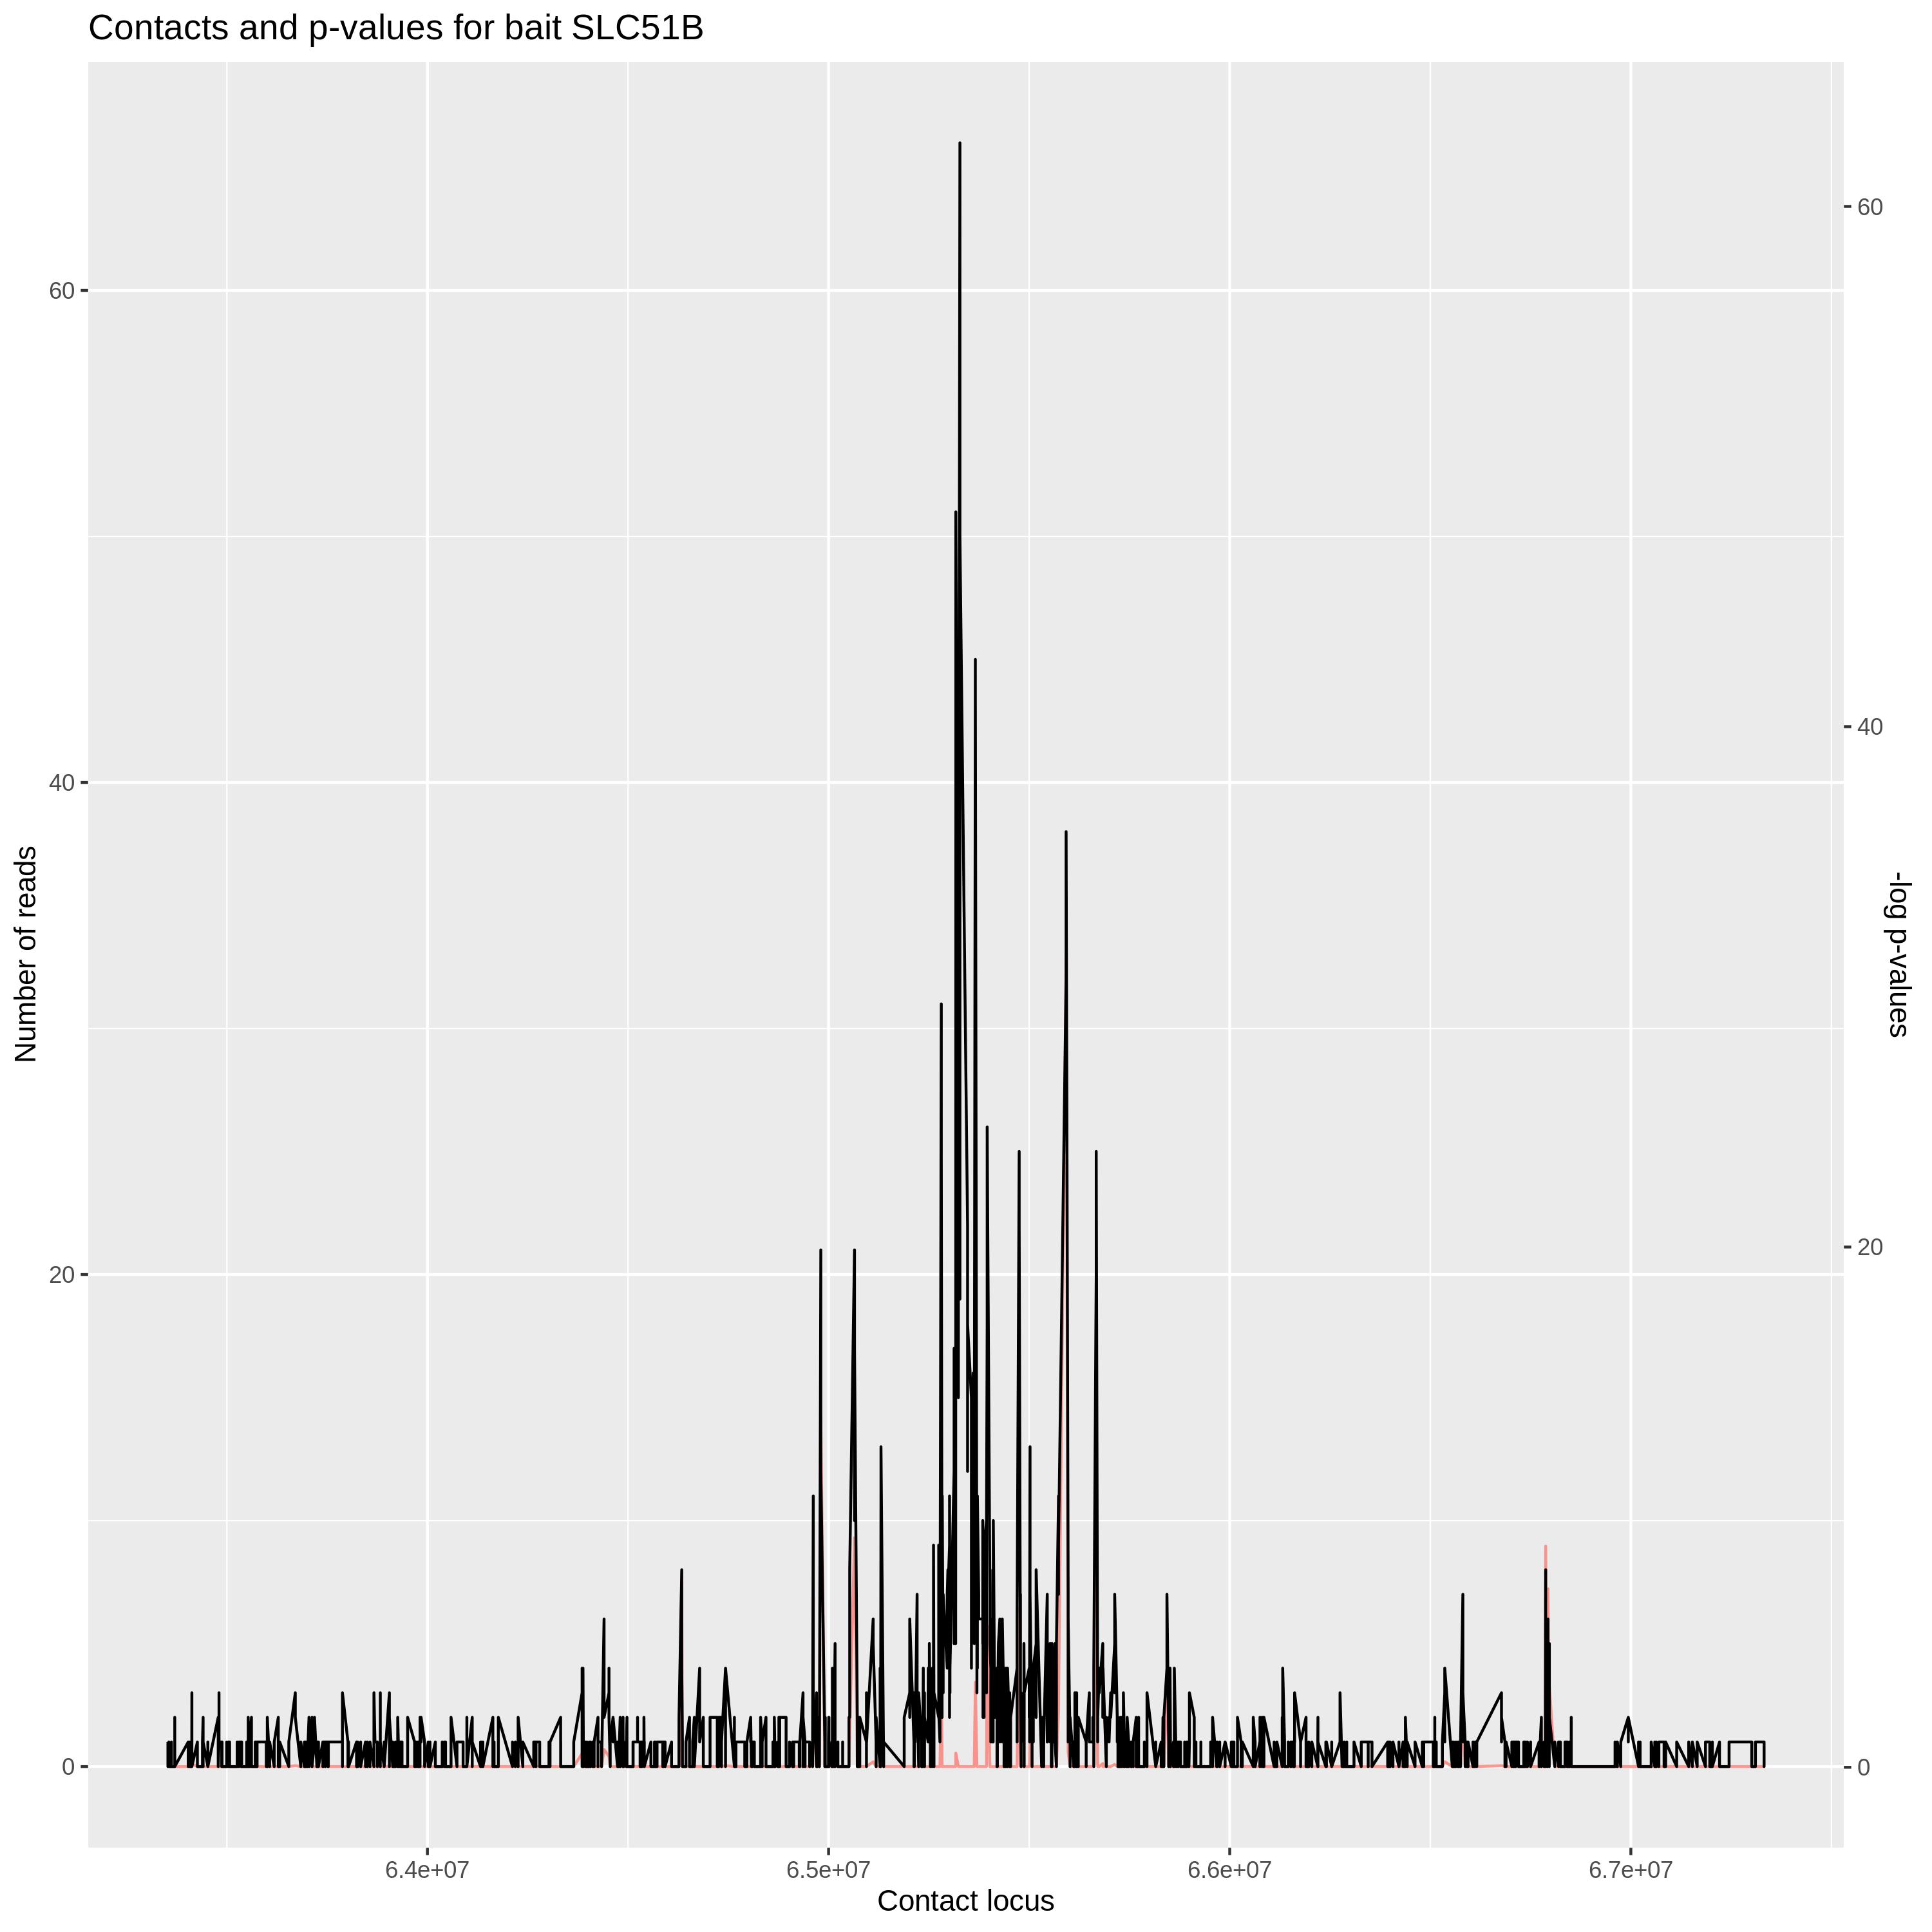 Contacts and p-values for bait SLC51B
60
40
20
0
60
40
20
0
Number of reads
-log p-values
6.4e+07
6.5e+07
6.6e+07
6.7e+07
Contact locus